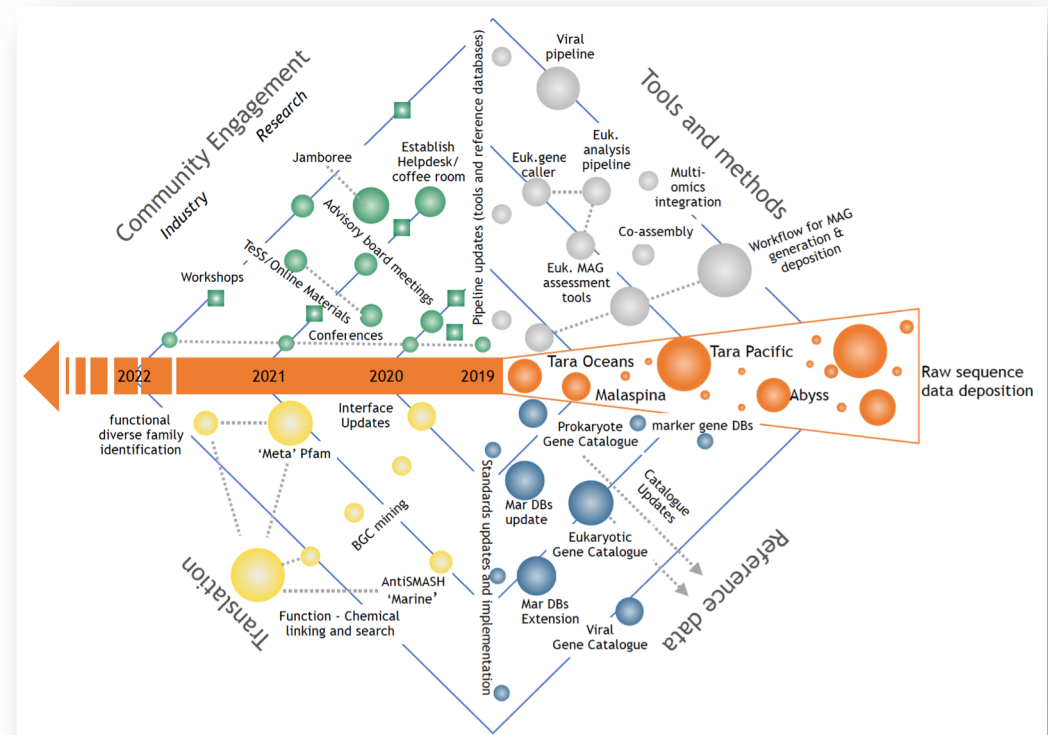 Community Engagement
Research
Industry
Jamboree
Establish
Helpdesk/
coffee room
Advisory board meetings
TeSS/Online Materials
Workshops
Conferences
Pipeline updates (tools and reference databases)
Viral
pipeline
Tools and methods
Euk.gene
caller
Euk.
analysis
pipeline
Multi-
omics
integration
Co-assembly
Workflow for MAG
generation &
deposition
Euk. MAG
assessment
tools
2022
2021
2020
2019
Tara Oceans
Malaspina
Tara Pacific
Abyss
Raw sequence
data deposition
functional
diverse family
identification
'Meta' Pfam
Interface
Updates
BGC mining
AntiSMASH
'Marine'
Function - Chemical
linking and search
Translation
Standards updates and implementation
Prokaryote
Gene Catalogue
marker gene DBs
Mar DBs
update
Catalogue
Updates
Eukaryotic
Gene Catalogue
Mar DBs
Extension
Viral
Gene Catalogue
Reference data